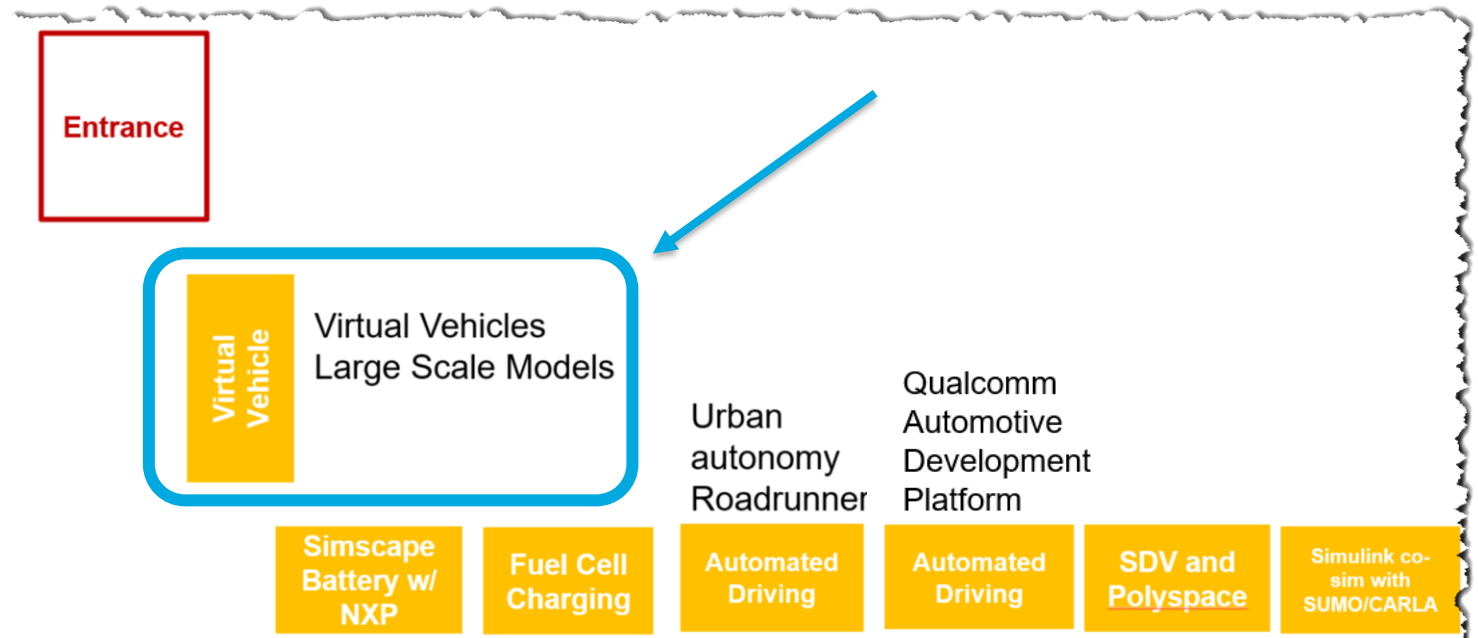 Entrance
Virtual
Vehicle
Virtual Vehicles
Large Scale Models
Urban
autonomy
Roadrunner
Qualcomm
Automotive
Development
Platform
Simscape
Battery w/
NXP
Fuel Cell
Charging
Automated
Driving
Automated
Driving
SDV and
Polyspace
Simulink co-
sim with
SUMO/CARLA